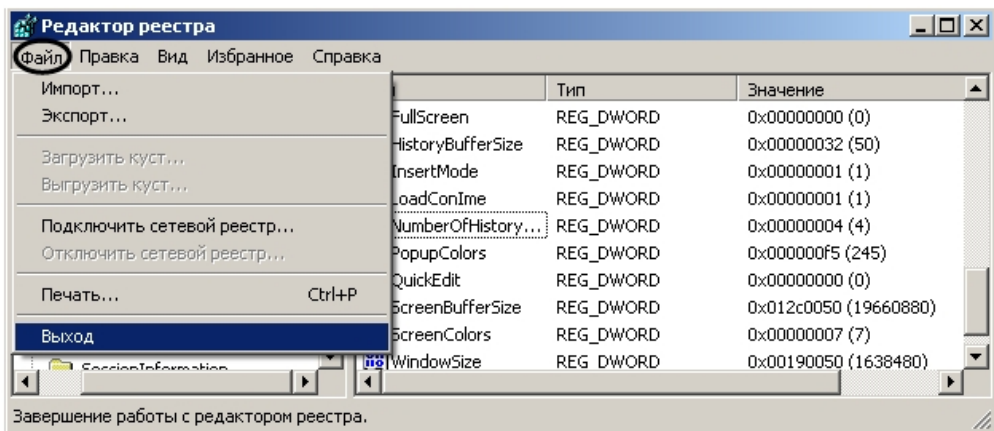 Редактор реестра
Файл Правка Вид Избранное Справка
Импорт...
Экспорт...
Загрузить куст...
Выгрузить куст...
Подключить сетевой реестр...
Отключить сетевой реестр...
Печать... Ctrl+P
Выход
Тип Значение
FullScreen REG_DWORD 0x00000000 (0)
HistoryBufferSize REG_DWORD 0x00000032 (50)
InsertMode REG_DWORD 0x00000001 (1)
LoadConIme REG_DWORD 0x00000001 (1)
NumberOfHistory... REG_DWORD 0x00000004 (4)
PopupColors REG_DWORD 0x000000f5 (245)
QuickEdit REG_DWORD 0x00000000 (0)
ScreenBufferSize REG_DWORD 0x012c0050 (19660880)
ScreenColors REG_DWORD 0x00000007 (7)
WindowSize REG_DWORD 0x00190050 (1638480)
SessionInformation
Завершение работы с редактором реестра.